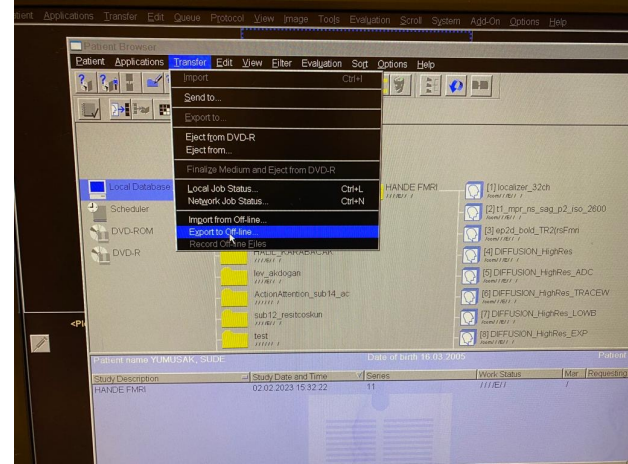 Patient Applications Transfer Edit Queue Protocol View Image Tools Evaluation Scroll System Add-On Options Help
Patient Browser
Patient Applications Transfer Edit View Filter Evaluation Sort Options Help
Import Ctrl+I
Send to...
Export to...
Eject from DVD-R
Eject from...
Finalize Medium and Eject from DVD-R
Local Job Status... Ctrl+L
Network Job Status... Ctrl+N
Import from Off-line...
Export to Off-line...
Record Off-line Files
Local Database
Scheduler
DVD-ROM
DVD-R
HALIL_KARABACAK
lev_akdogan
ActionAttention_sub14_ac
sub12_resitcoskun
test
HANDE FMRI
[1] localizer_32ch
[2] t1_mpr_ns_sag_p2_iso_2600
[3] ep2d_bold_TR2(rsFmri
[4] DIFFUSION_HighRes
[5] DIFFUSION_HighRes_ADC
[6] DIFFUSION_HighRes_TRACEW
[7] DIFFUSION_HighRes_LOWB
[8] DIFFUSION_HighRes_EXP
Patient name YUMUSAK, SUDE Date of birth 16.03.2005 Patient
Study Description Study Date and Time Series Work Status Mar Requesting
HANDE FMRI 02.02.2023 15:32:22 11 ////E// /